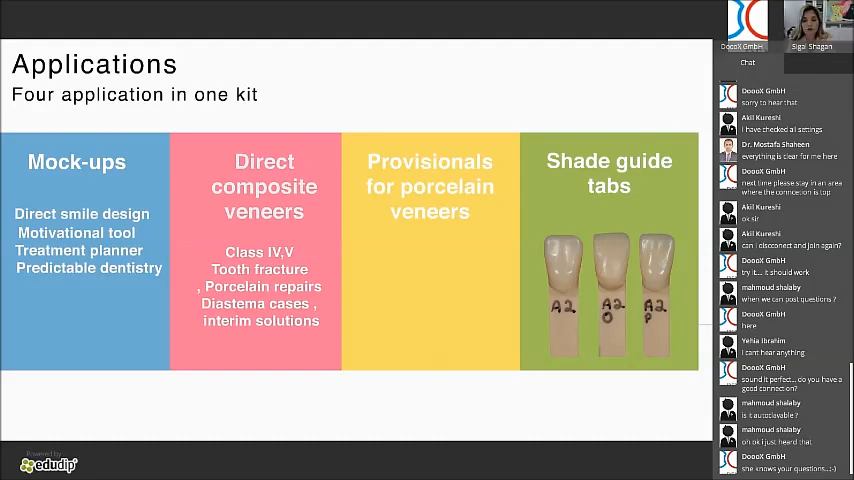 Applications
Four application in one kit
Mock-ups
Direct smile design
Motivational tool
Treatment planner
Predictable dentistry
Direct
composite
veneers
Class IV,V
Tooth fracture
, Porcelain repairs
Diastema cases ,
interim solutions
Provisionals
for porcelain
veneers
Shade guide
tabs
A2
A2
O
A2
P
Powered by
edudip
DoooX GmbH
Sigal Shagan
Chat
DoooX GmbH
sorry to hear that
Akil Kureshi
I have checked all settings
Dr. Mostafa Shaheen
everything is clear for me here
DoooX GmbH
next time please stay in an area
where the conncetion is top
Akil Kureshi
ok sir
Akil Kureshi
can i discconect and join again?
DoooX GmbH
try it.... it should work
mahmoud shalaby
when we can post questions ?
DoooX GmbH
here
Yehia Ibrahim
I cant hear anything
DoooX GmbH
sound it perfect... do you have a
good connection?
mahmoud shalaby
is it autoclavable ?
mahmoud shalaby
oh ok i just heard that
DoooX GmbH
she knows your questions...;-)